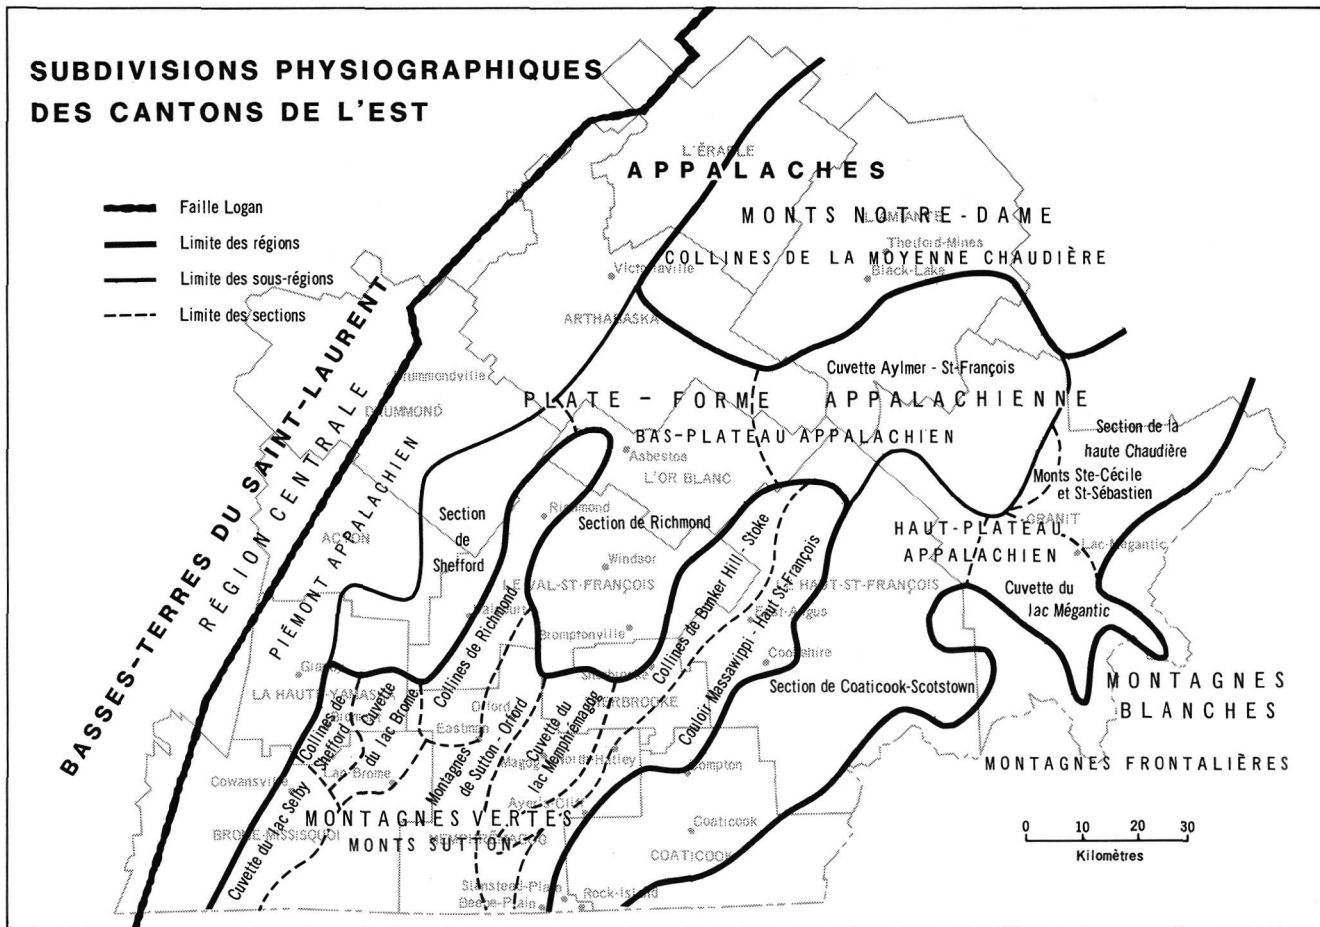 SUBDIVISIONS PHYSIOGRAPHIQUES
DES CANTONS DE L'EST
Faille Logan
Limite des régions
Limite des sous-régions
Limite des sections
BASSES-TERRES DU SAINT-LAURENT
RÉGION CENTRALE
PIÉMONT APPALACHIEN
APPALACHES
L'ÉRABLE
MONTS NOTRE-DAME
L'AMIANTE
Thetford-Mines
COLLINES DE LA MOYENNE CHAUDIÈRE
Victoriaville
Black-Lake
ARTHABASKA
Drummondville
DRUMMOND
Cuvette Aylmer - St-François
PLATE-FORME APPALACHIENNE
BAS-PLATEAU APPALACHIEN
Asbestos
L'OR BLANC
Section de la
haute Chaudière
Monts Ste-Cécile
et St-Sébastien
Section
de
Shefford
Richmond
Section de Richmond
ACTON
Windsor
LE VAL-ST-FRANÇOIS
HAUT-PLATEAU
APPALACHIEN
GRANIT
Lac-Mégantic
Cuvette du
lac Mégantic
LE HAUT-ST-FRANÇOIS
East-Angus
Cookshire
Valcourt
Bromptonville
Sherbrooke
SHERBROOKE
Collines de Richmond
Collines de Bunker Hill - Stoke
Couloir Massawippi - Haut St-François
Section de Coaticook-Scotstown
MONTAGNES
BLANCHES
MONTAGNES FRONTALIÈRES
Granby
LA HAUTE-YAMASKA
Bromont
Collines de
Shefford
Cuvette
du lac Brome
Orford
Eastman
Montagnes
de Sutton - Orford
Cuvette du
lac Memphrémagog
Magog
North-Hatley
Compton
Cowansville
Lac-Brome
Cuvette du lac Selby
BROME-MISSISQUOI
MONTAGNES VERTES
MONTS SUTTON
MEMPHRÉMAGOG
Ayer's-Cliff
Coaticook
COATICOOK
Stanstead-Plain
Rock-Island
Beebe-Plain
0 10 20 30
Kilomètres